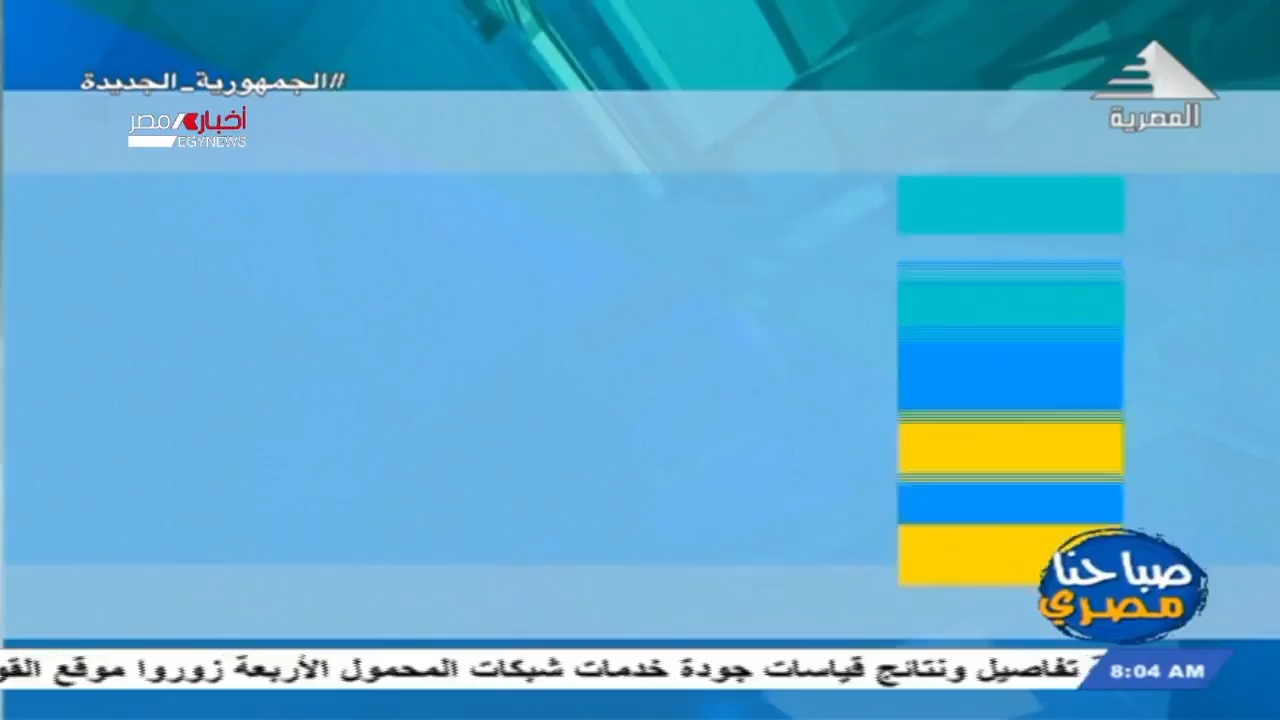 #الجمهورية_الجديدة
المصرية
أخبار مصر
EGYNEWS
صباحنا
مصري
تفاصيل ونتائج قياسات جودة خدمات شبكات المحمول الأربعة زوروا موقع
8:04 AM